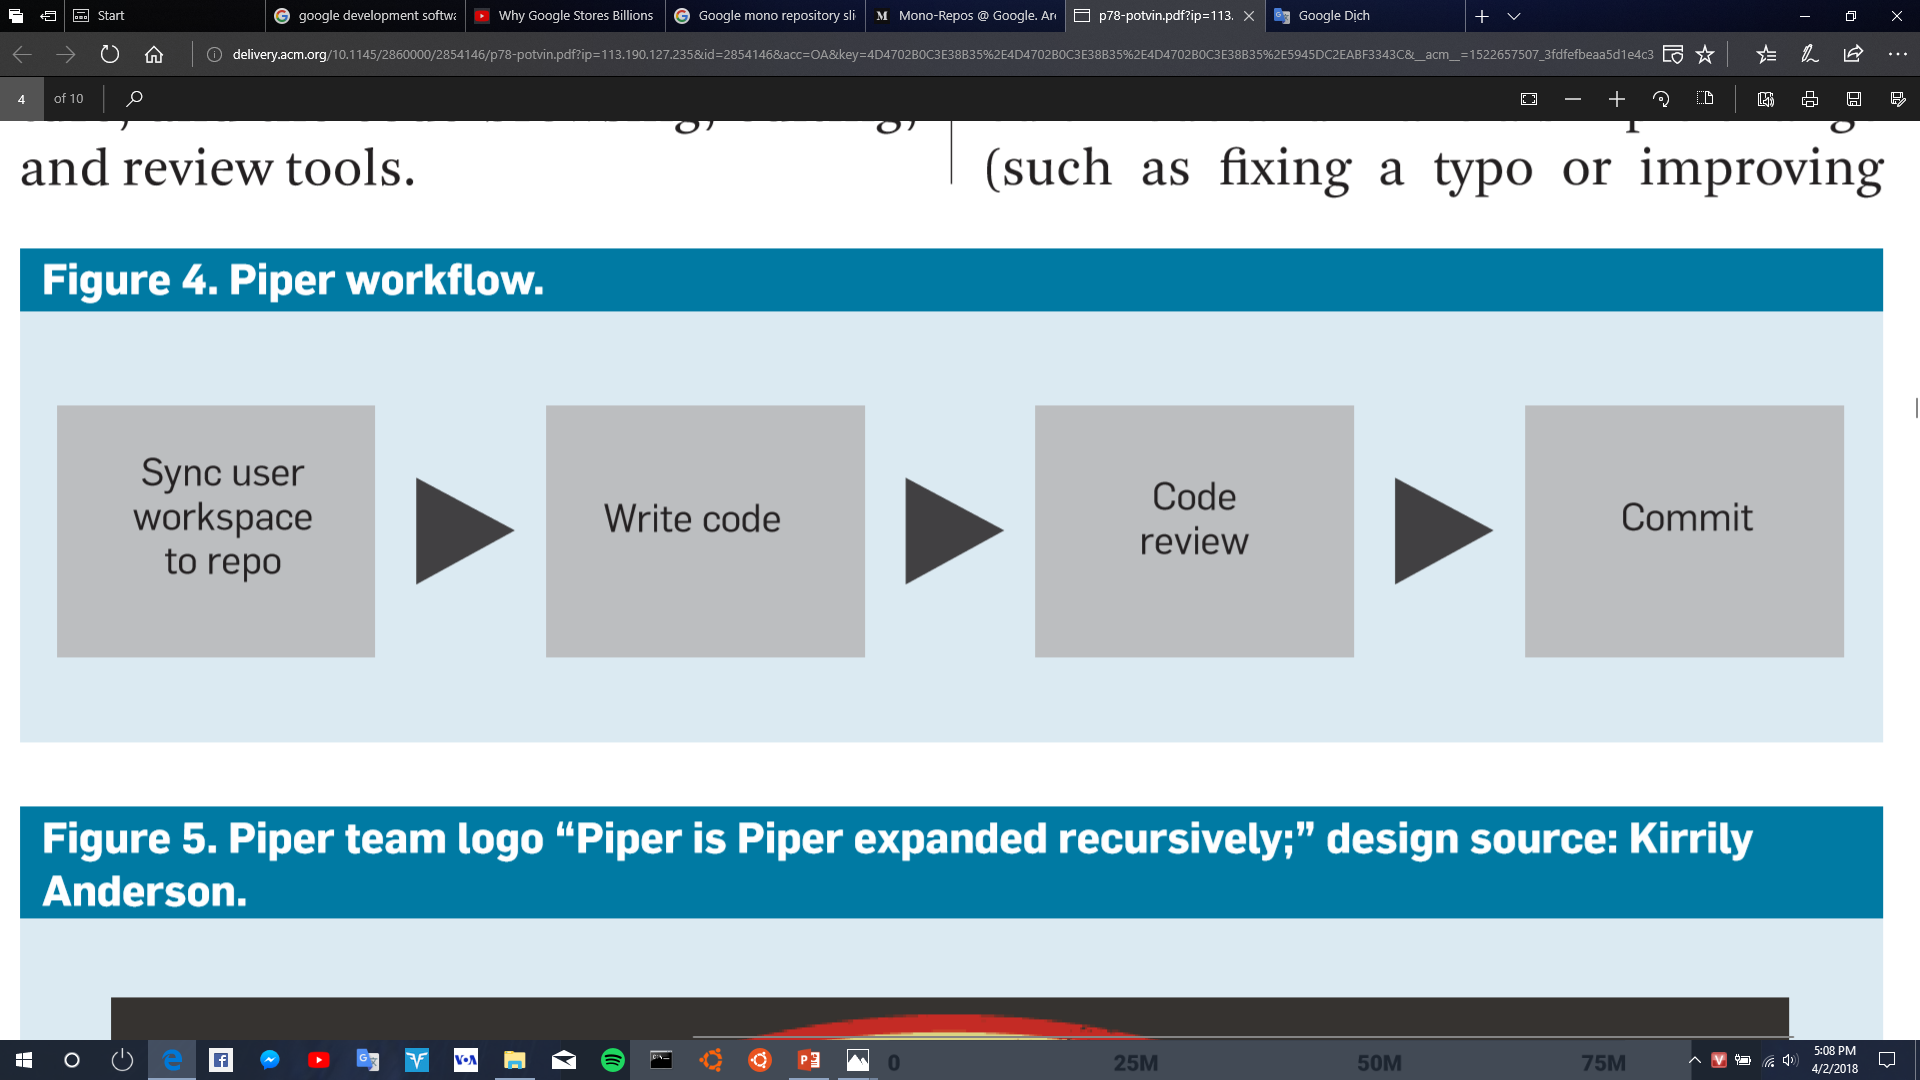 Start
google development softwa
Why Google Stores Billions
Google mono repository sli
Mono-Repos @ Google. Are
p78-potvin.pdf?ip=113.
Google Dịch
delivery.acm.org/10.1145/2860000/2854146/p78-potvin.pdf?ip=113.190.127.235&id=2854146&acc=OA&key=4D4702B0C3E38B35%2E4D4702B0C3E38B35%2E4D4702B0C3E38B35%2E5945DC2EABF3343C&__acm__=1522657507_3fdfefbeaa5d1e4c3
4 of 10
and review tools.
(such as fixing a typo or improving
Figure 4. Piper workflow.
Sync user
workspace
to repo
Write code
Code
review
Commit
Figure 5. Piper team logo “Piper is Piper expanded recursively;” design source: Kirrily
Anderson.
VOA
0 25M 50M 75M
5:08 PM
4/2/2018